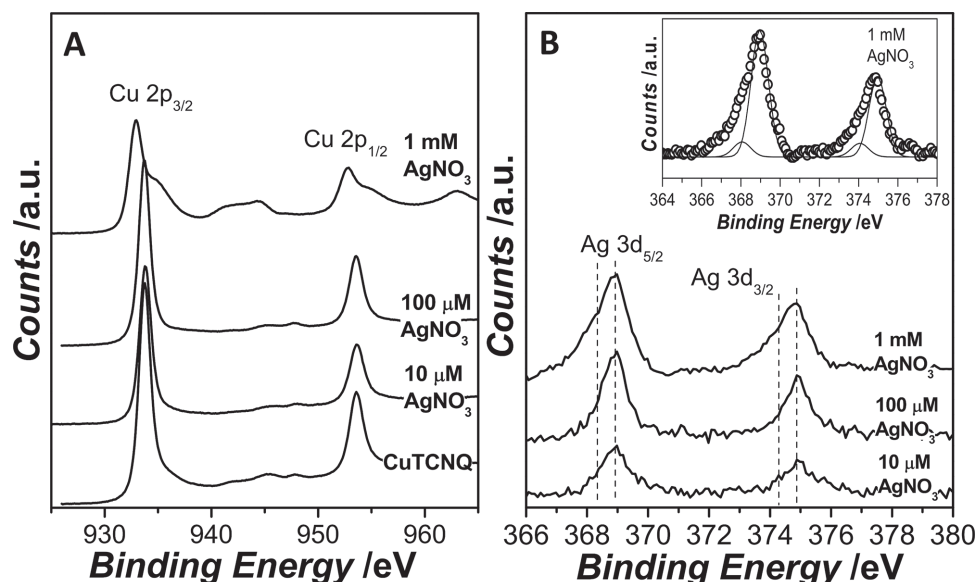 A
Cu 2p3/2
Cu 2p1/2
1 mM
AgNO3
100 μM
AgNO3
10 μM
AgNO3
CuTCNQ
Counts /a.u.
930 940 950 960
Binding Energy /eV
B
1 mM
AgNO3
Counts /a.u.
364 366 368 370 372 374 376 378
Binding Energy /eV
Ag 3d5/2
Ag 3d3/2
1 mM
AgNO3
100 μM
AgNO3
10 μM
AgNO3
Counts /a.u.
366 368 370 372 374 376 378 380
Binding Energy /eV